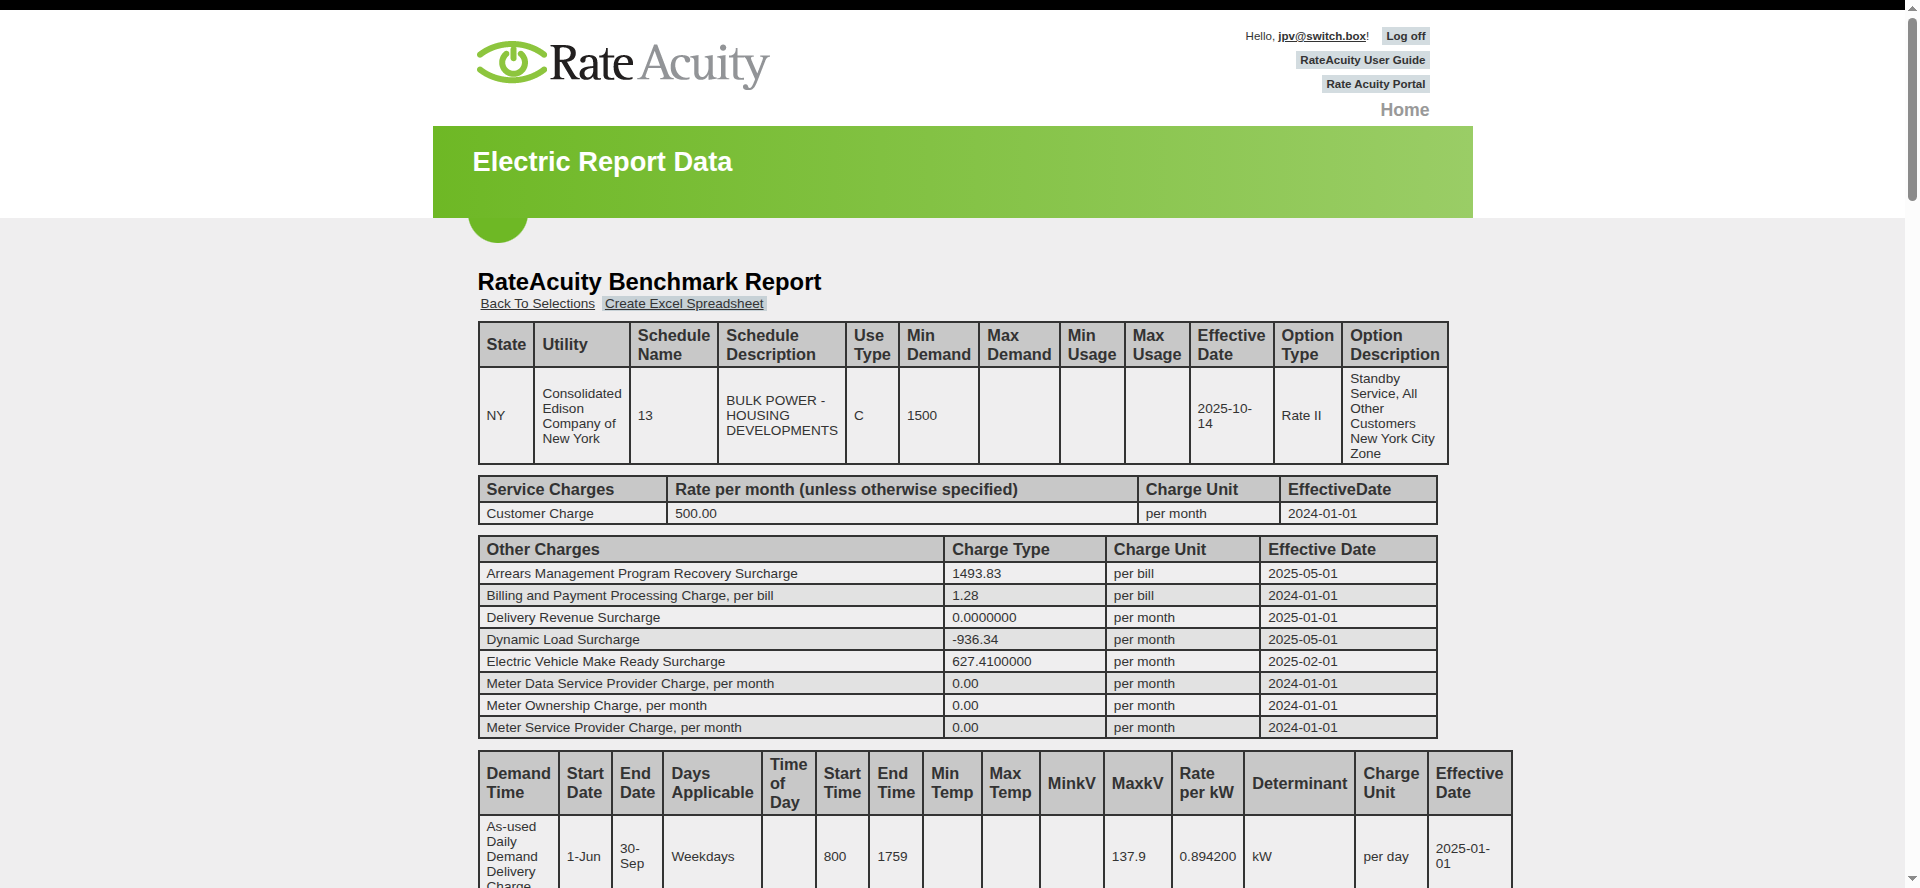 Rate Acuity
Hello, jpv@switch.box! Log off
RateAcuity User Guide
Rate Acuity Portal
Home
Electric Report Data
RateAcuity Benchmark Report
Back To Selections Create Excel Spreadsheet
State Utility Schedule Name Schedule Description Use Type Min Demand Max Demand Min Usage Max Usage Effective Date Option Type Option Description
NY Consolidated Edison Company of New York 13 BULK POWER - HOUSING DEVELOPMENTS C 1500 2025-10-14 Rate II Standby Service, All Other Customers New York City Zone
Service Charges Rate per month (unless otherwise specified) Charge Unit EffectiveDate
Customer Charge 500.00 per month 2024-01-01
Other Charges Charge Type Charge Unit Effective Date
Arrears Management Program Recovery Surcharge 1493.83 per bill 2025-05-01
Billing and Payment Processing Charge, per bill 1.28 per bill 2024-01-01
Delivery Revenue Surcharge 0.0000000 per month 2025-01-01
Dynamic Load Surcharge -936.34 per month 2025-05-01
Electric Vehicle Make Ready Surcharge 627.4100000 per month 2025-02-01
Meter Data Service Provider Charge, per month 0.00 per month 2024-01-01
Meter Ownership Charge, per month 0.00 per month 2024-01-01
Meter Service Provider Charge, per month 0.00 per month 2024-01-01
Demand Time Start Date End Date Days Applicable Time of Day Start Time End Time Min Temp Max Temp MinkV MaxkV Rate per kW Determinant Charge Unit Effective Date
As-used Daily Demand Delivery Charge 1-Jun 30-Sep Weekdays 800 1759 137.9 0.894200 kW per day 2025-01-01